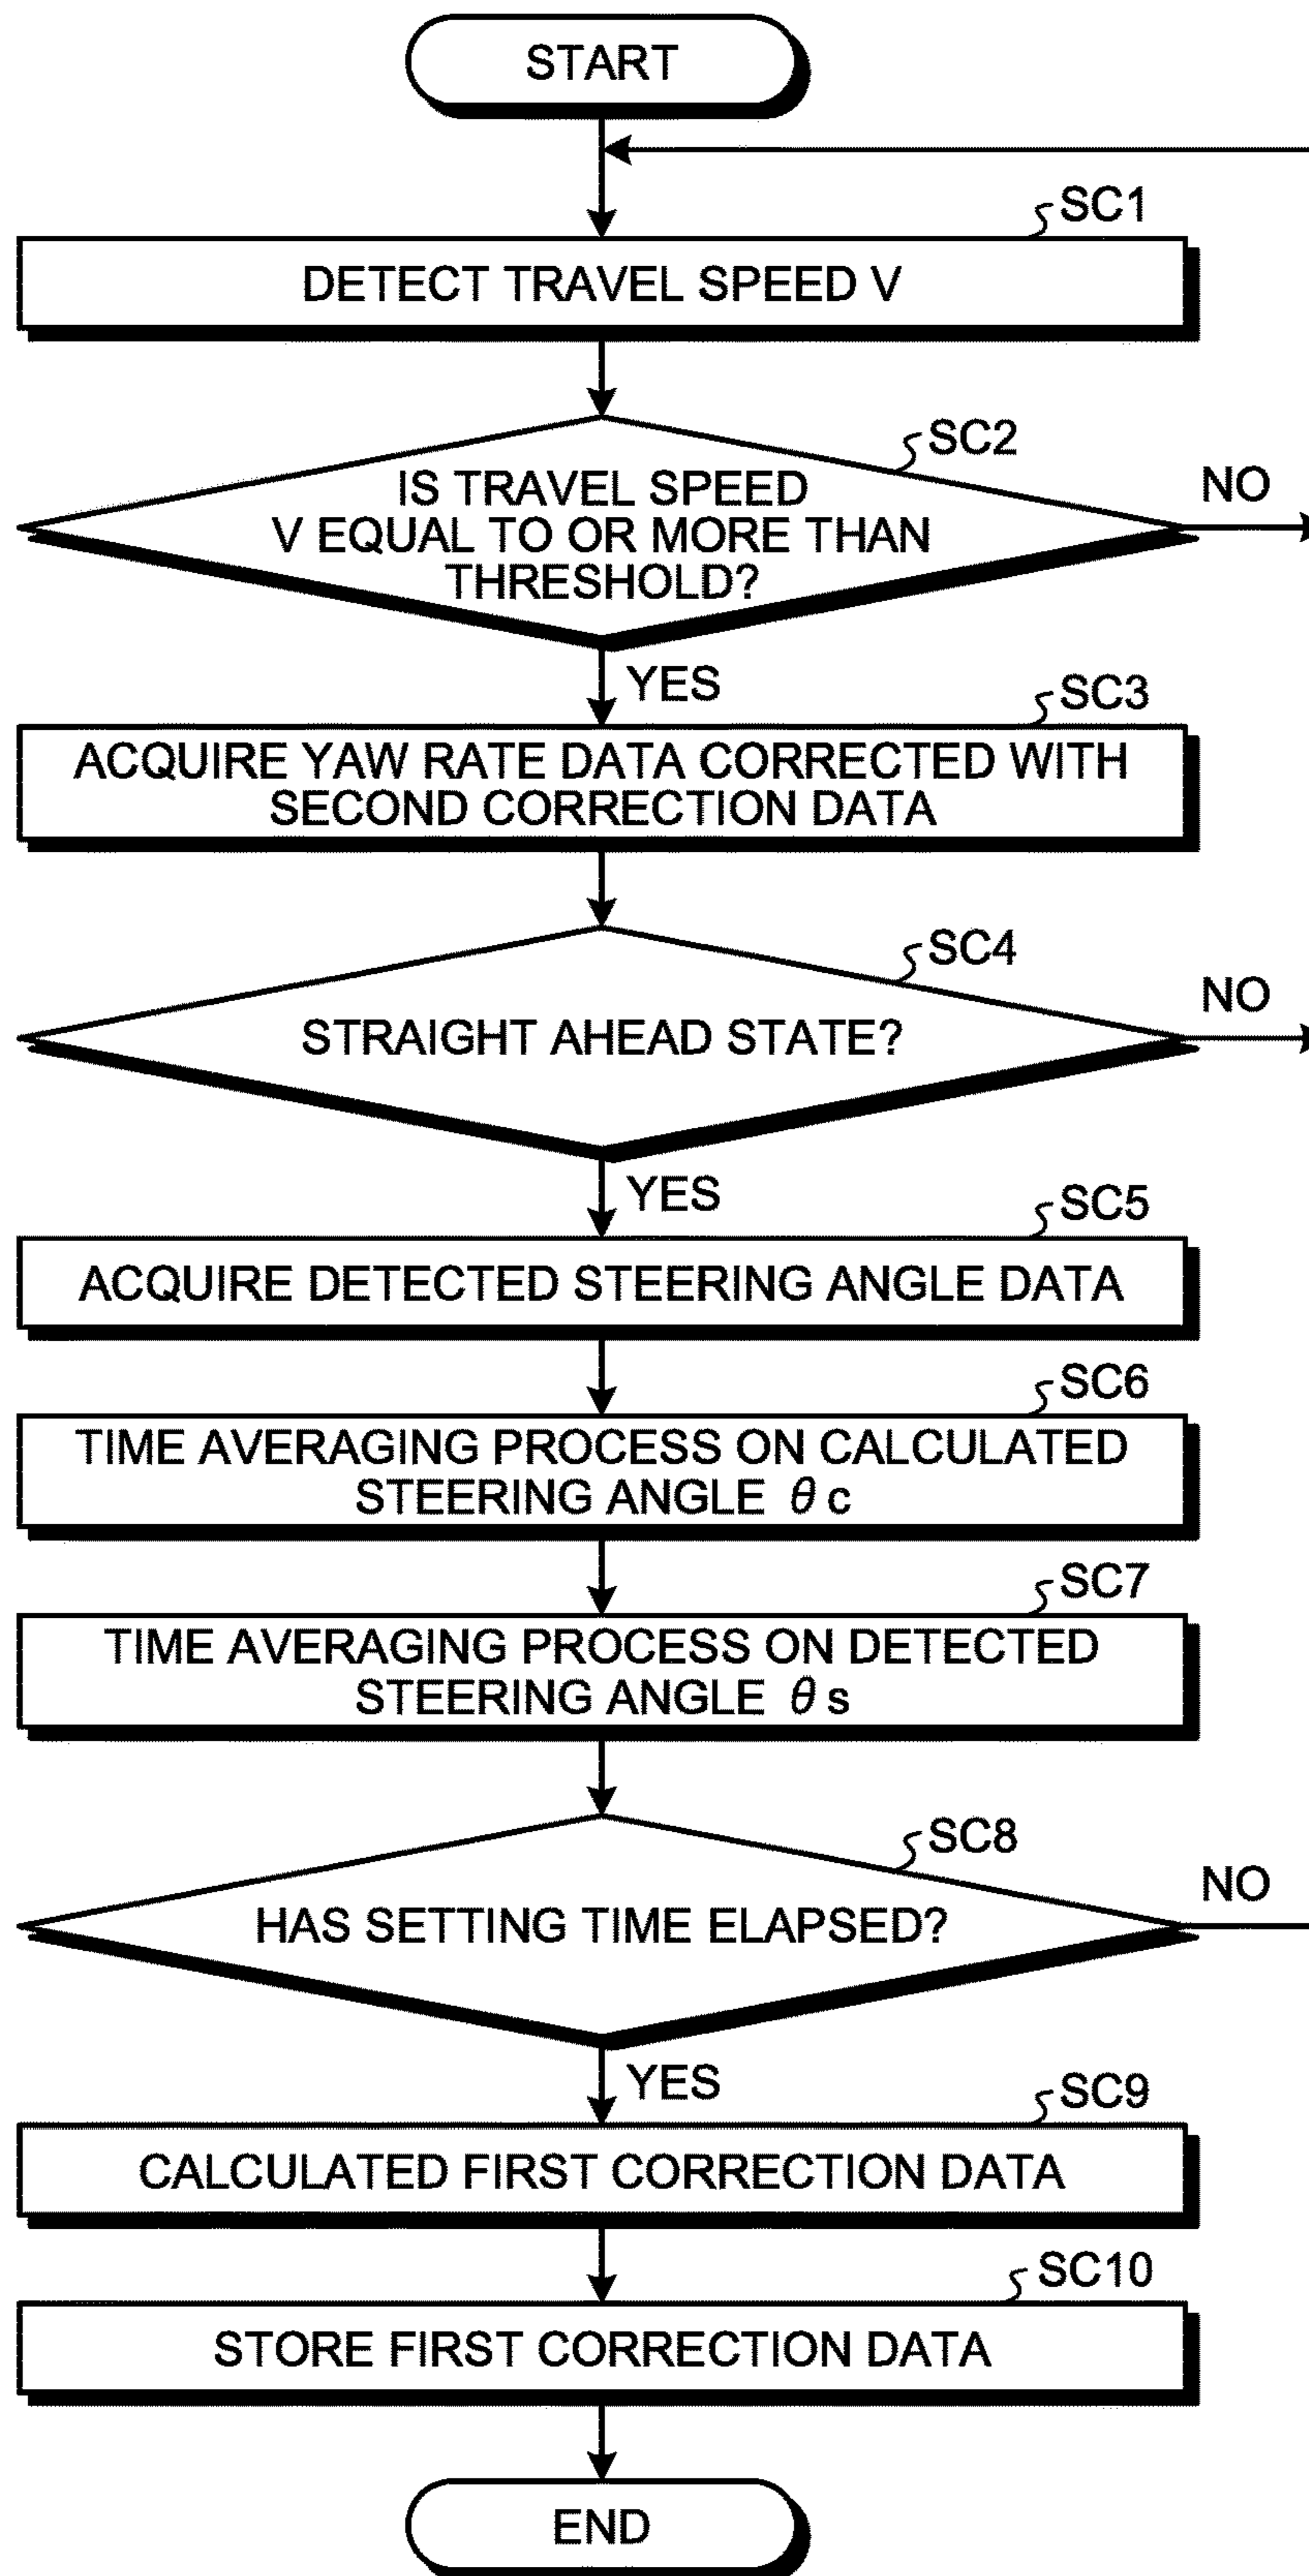 START
SC1
DETECT TRAVEL SPEED V
SC2
IS TRAVEL SPEED
V EQUAL TO OR MORE THAN
THRESHOLD?
NO
YES
SC3
ACQUIRE YAW RATE DATA CORRECTED WITH
SECOND CORRECTION DATA
SC4
STRAIGHT AHEAD STATE?
NO
YES
SC5
ACQUIRE DETECTED STEERING ANGLE DATA
SC6
TIME AVERAGING PROCESS ON CALCULATED
STEERING ANGLE θc
SC7
TIME AVERAGING PROCESS ON DETECTED
STEERING ANGLE θs
SC8
HAS SETTING TIME ELAPSED?
NO
YES
SC9
CALCULATED FIRST CORRECTION DATA
SC10
STORE FIRST CORRECTION DATA
END